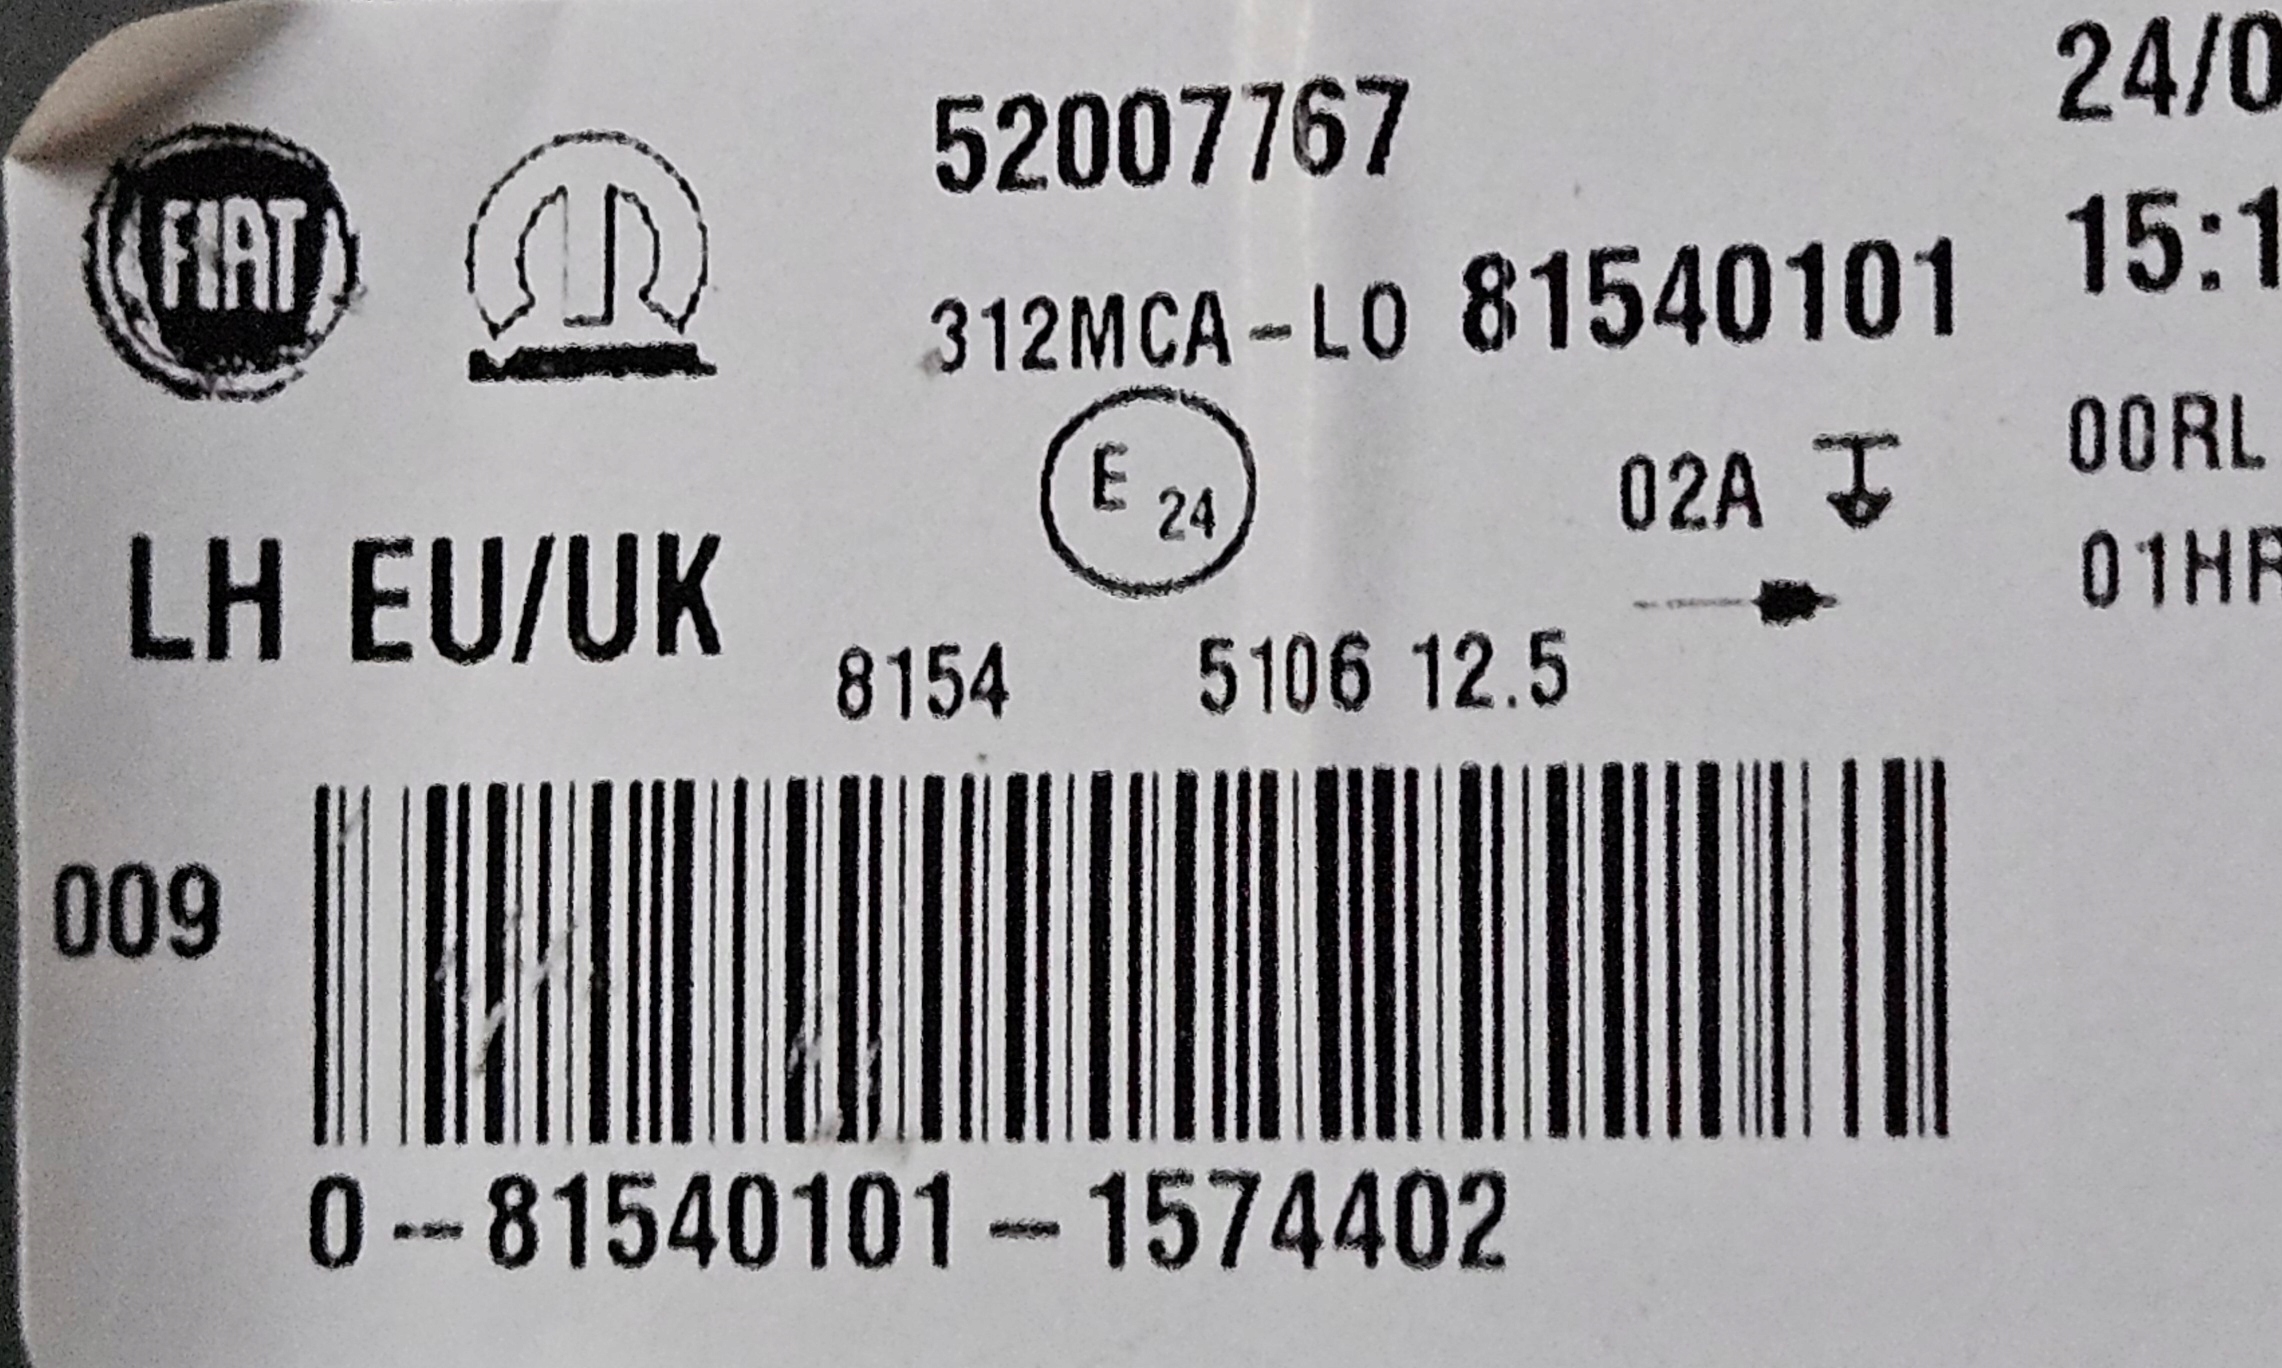 FIAT
52007767
24/0
312MCA-LO 81540101
15:1
E 24
02A
00RL
LH EU/UK
01HR
8154 5106 12.5
009
0-81540101-1574402